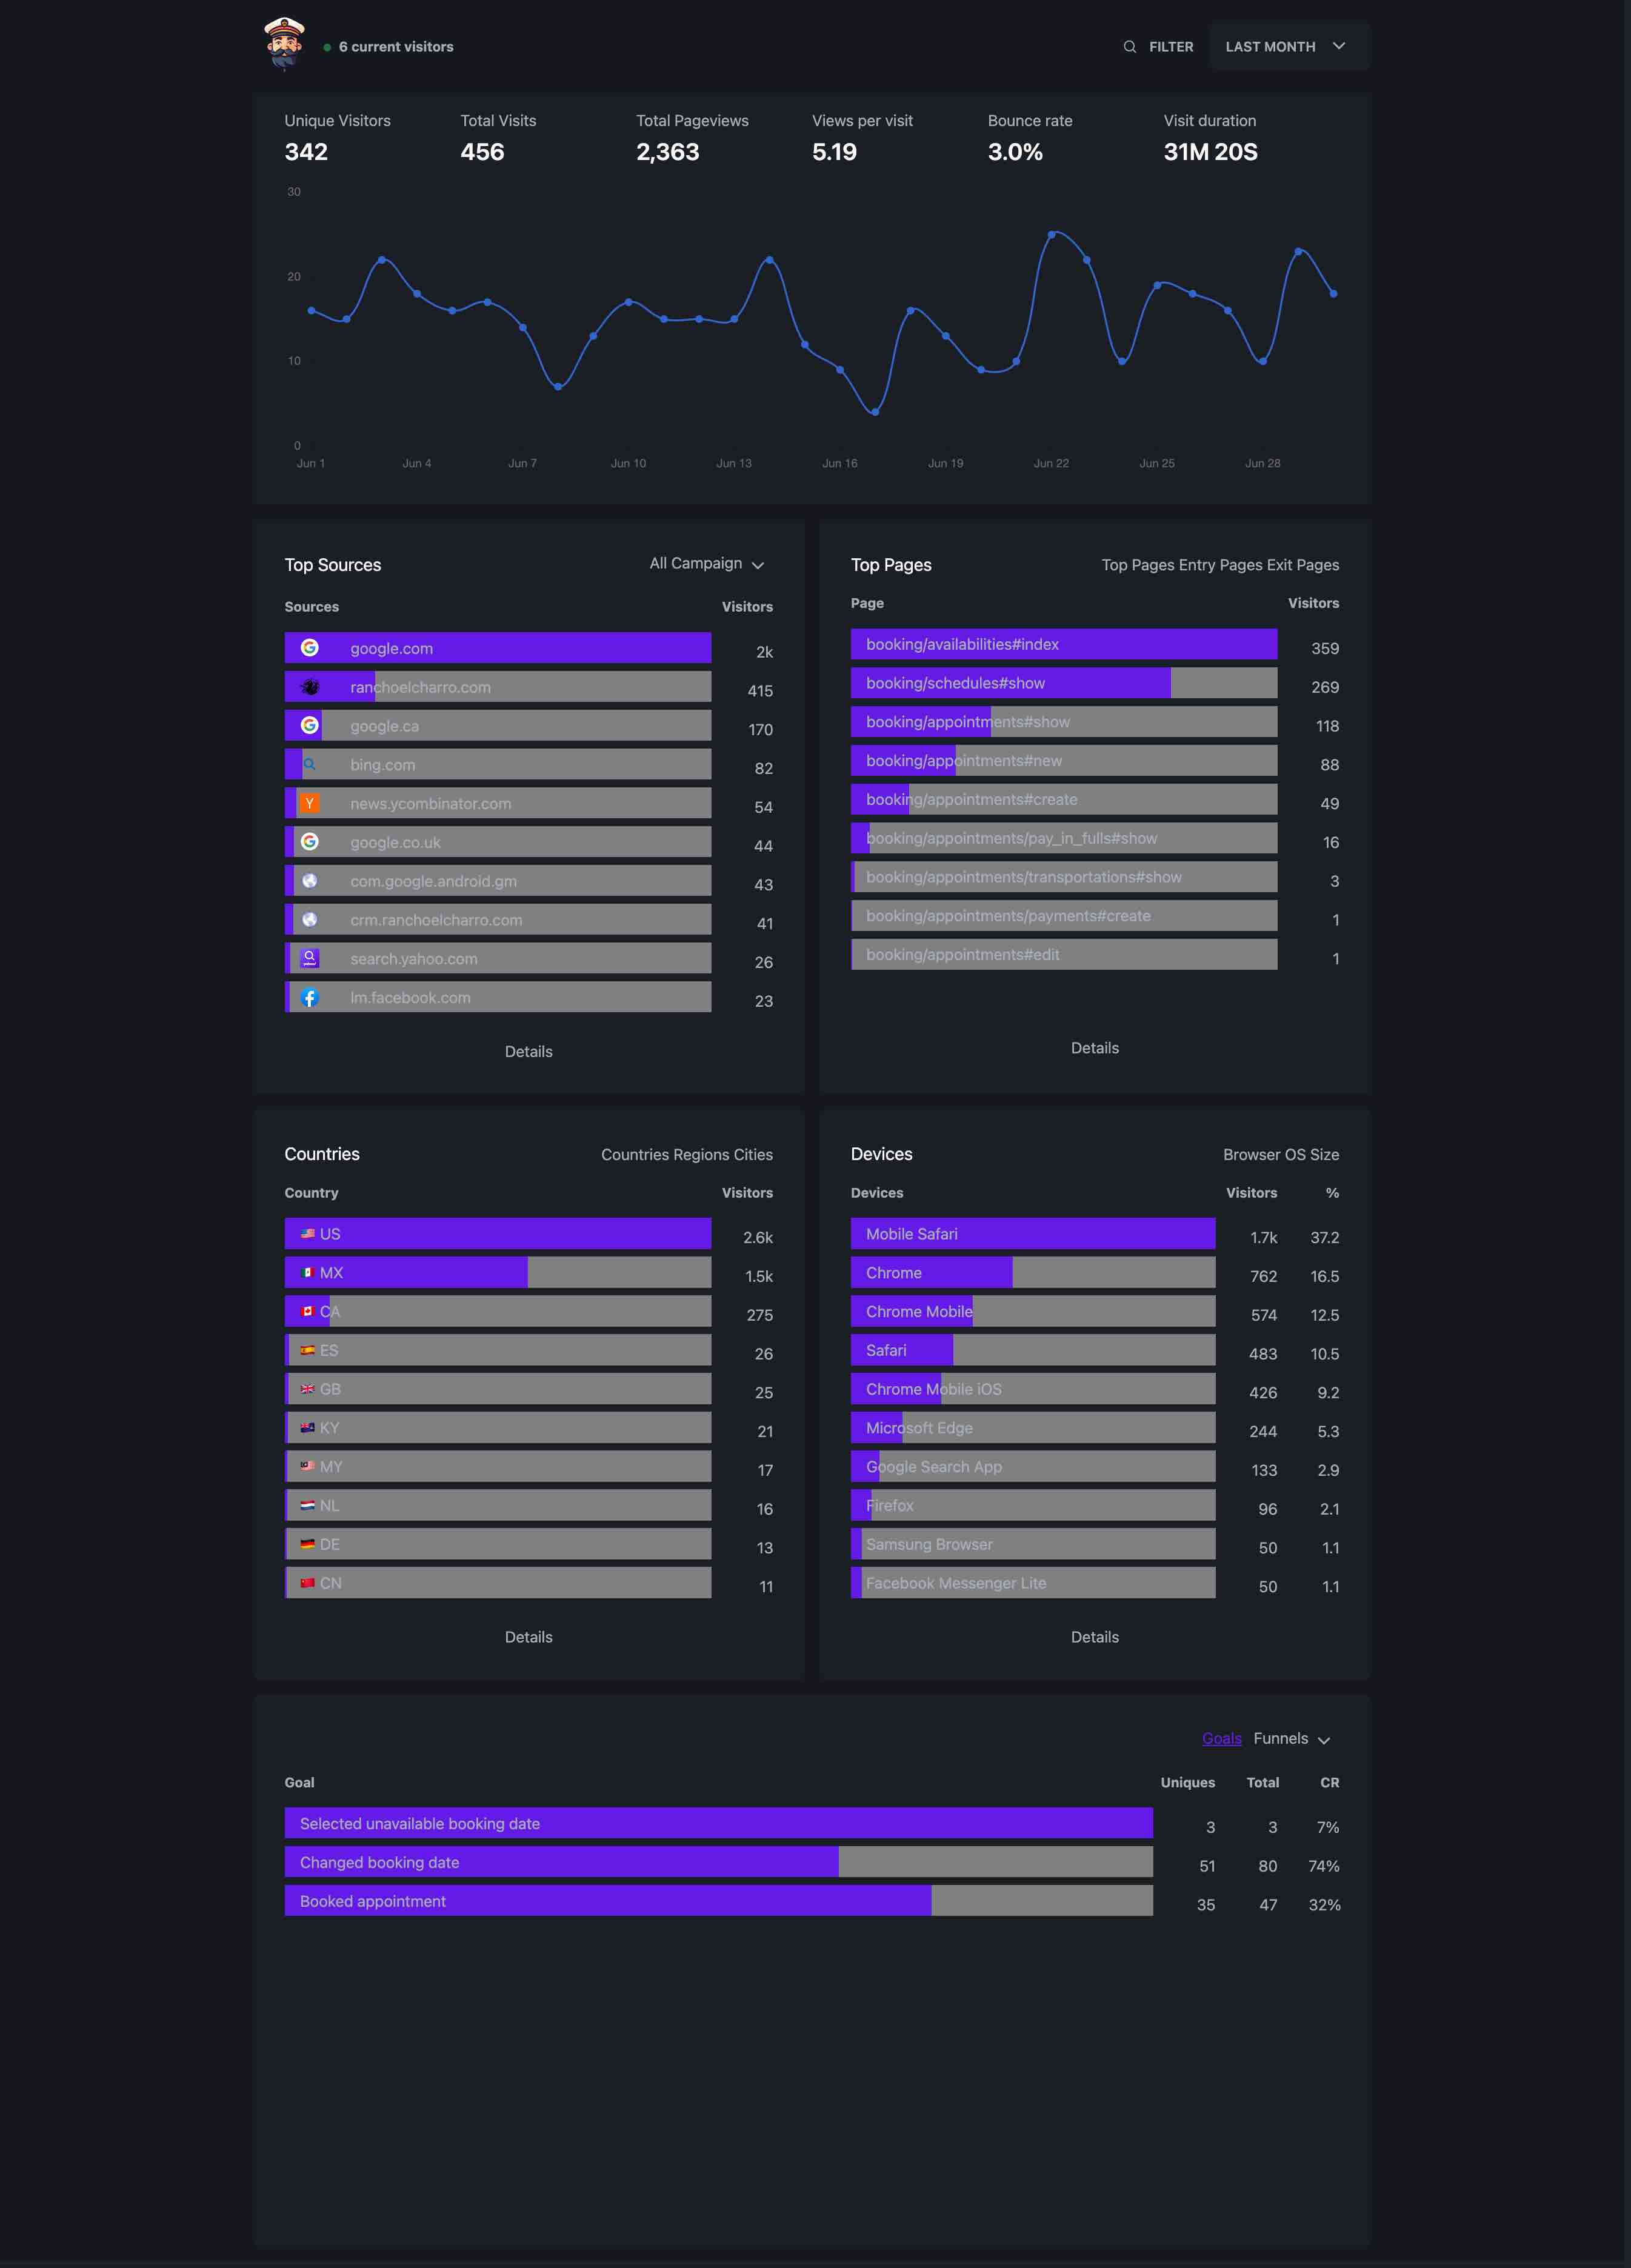 6 current visitors
FILTER
LAST MONTH
Unique Visitors Total Visits Total Pageviews Views per visit Bounce rate Visit duration
342 456 2,363 5.19 3.0% 31M 20S
30
20
10
0
Jun 1 Jun 4 Jun 7 Jun 10 Jun 13 Jun 16 Jun 19 Jun 22 Jun 25 Jun 28
Top Sources All Campaign
Sources Visitors
google.com 2k
ranchoelcharro.com 415
google.ca 170
bing.com 82
Y news.ycombinator.com 54
google.co.uk 44
com.google.android.gm 43
crm.ranchoelcharro.com 41
search.yahoo.com 26
lm.facebook.com 23
Details
Top Pages Top Pages Entry Pages Exit Pages
Page Visitors
booking/availabilities#index 359
booking/schedules#show 269
booking/appointments#show 118
booking/appointments#new 88
booking/appointments#create 49
booking/appointments/pay_in_fulls#show 16
booking/appointments/transportations#show 3
booking/appointments/payments#create 1
booking/appointments#edit 1
Details
Countries Countries Regions Cities
Country Visitors
US 2.6k
MX 1.5k
CA 275
ES 26
GB 25
KY 21
MY 17
NL 16
DE 13
CN 11
Details
Devices Browser OS Size
Devices Visitors %
Mobile Safari 1.7k 37.2
Chrome 762 16.5
Chrome Mobile 574 12.5
Safari 483 10.5
Chrome Mobile iOS 426 9.2
Microsoft Edge 244 5.3
Google Search App 133 2.9
Firefox 96 2.1
Samsung Browser 50 1.1
Facebook Messenger Lite 50 1.1
Details
Goals Funnels
Goal Uniques Total CR
Selected unavailable booking date 3 3 7%
Changed booking date 51 80 74%
Booked appointment 35 47 32%